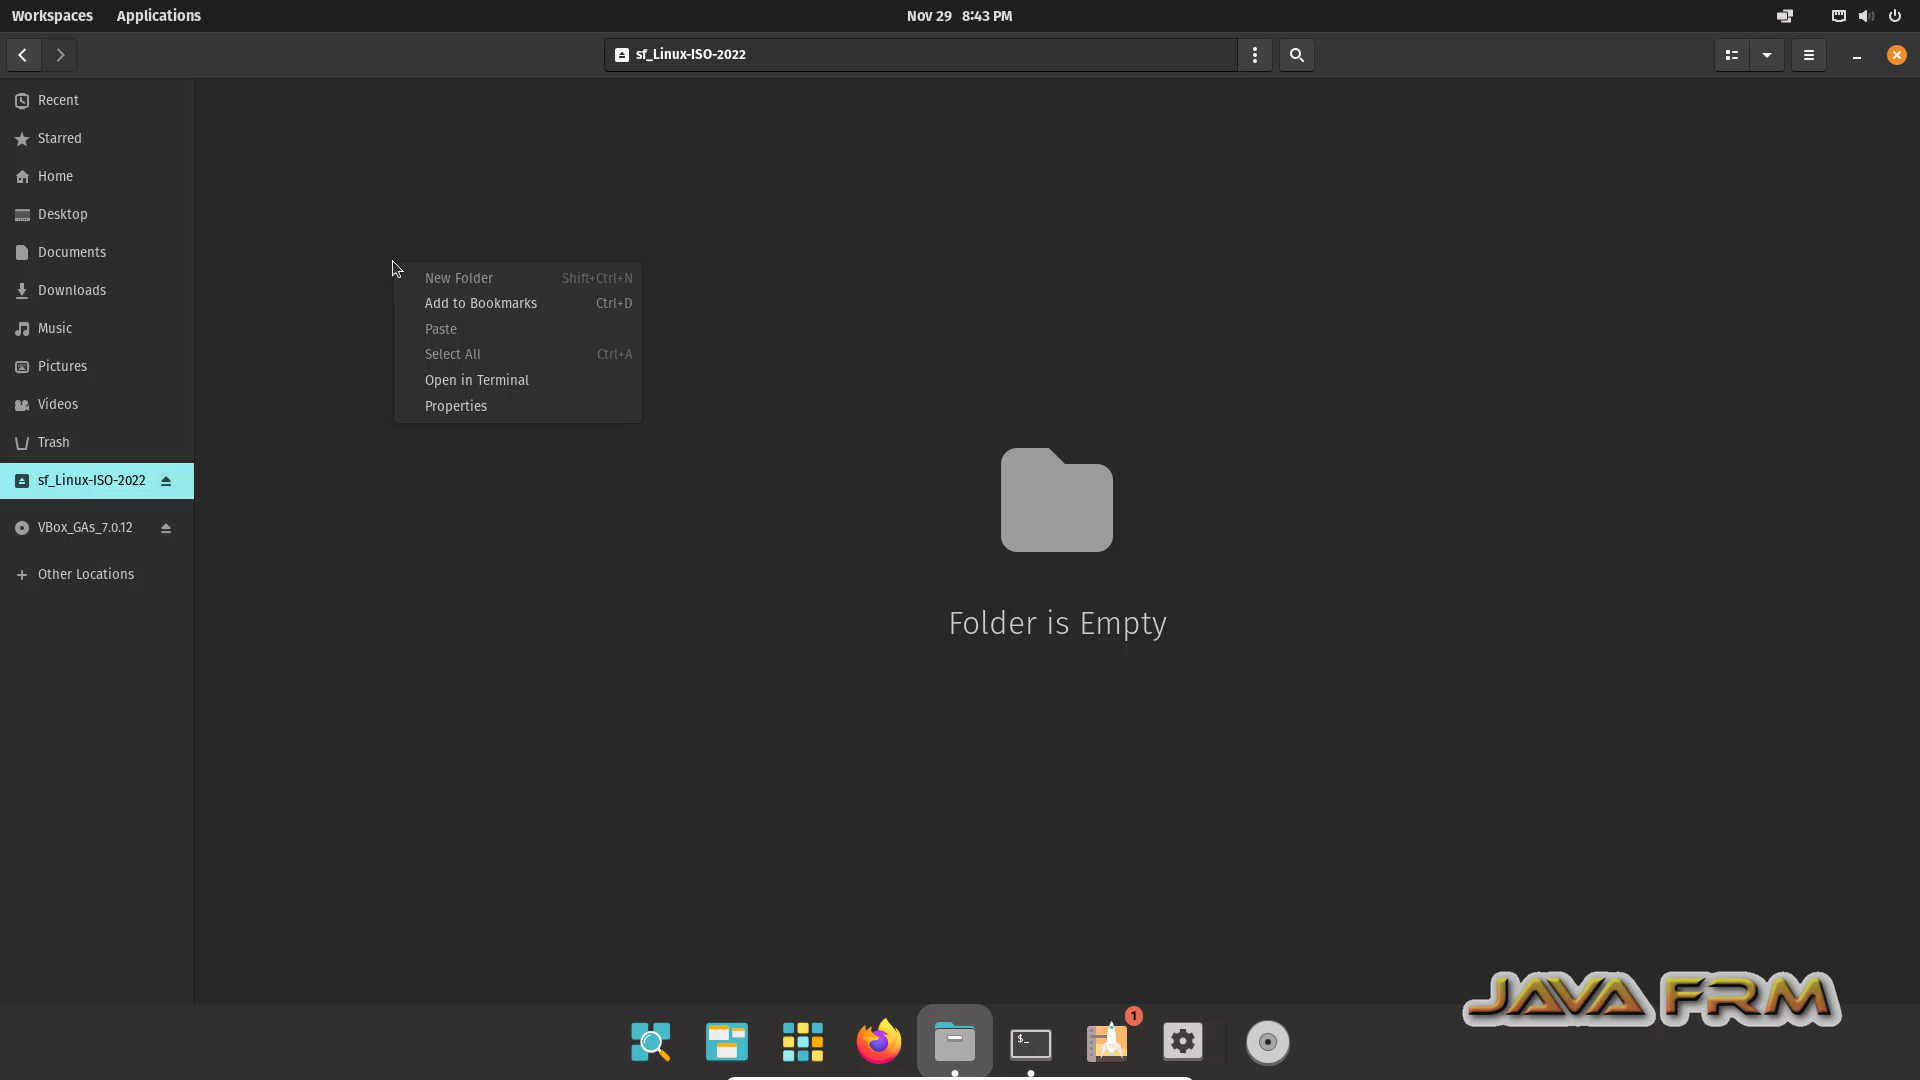 Workspaces
Applications
Nov 29 8:43 PM
sf_Linux-ISO-2022
Recent
Starred
Home
Desktop
Documents
Downloads
Music
Pictures
Videos
Trash
sf_Linux-ISO-2022
VBox_GAs_7.0.12
Other Locations
New Folder Shift+Ctrl+N
Add to Bookmarks Ctrl+D
Paste
Select All Ctrl+A
Open in Terminal
Properties
Folder is Empty
JAVA FRM
$_
1